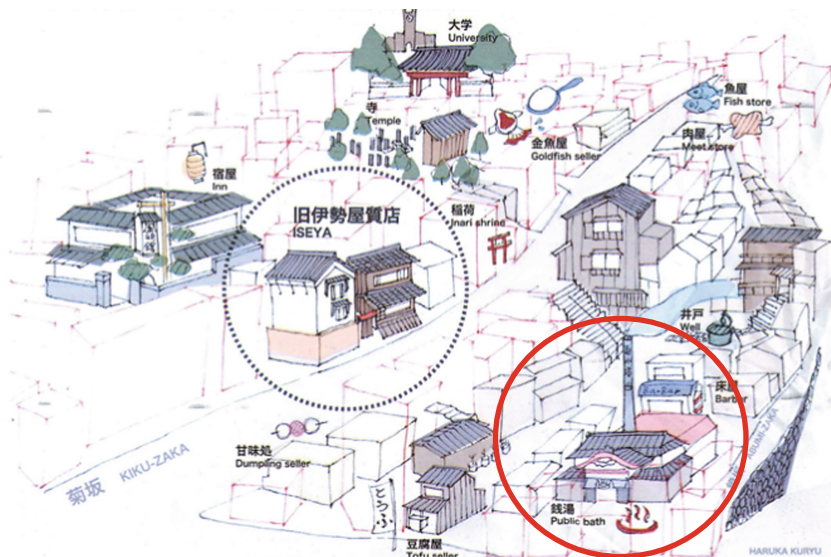 大学
University
魚屋
Fish store
寺
Temple
肉屋
Meet store
金魚屋
Goldfish seller
宿屋
Inn
旧伊勢屋質店
ISEYA
稲荷
Inari shrine
井戸
Well
床屋
Barbar
甘味処
Dumpling seller
菊坂 KIKU-ZAKA
とうふ
銭湯
Public bath
豆腐屋
Tofu seller
HARUKA KURYU